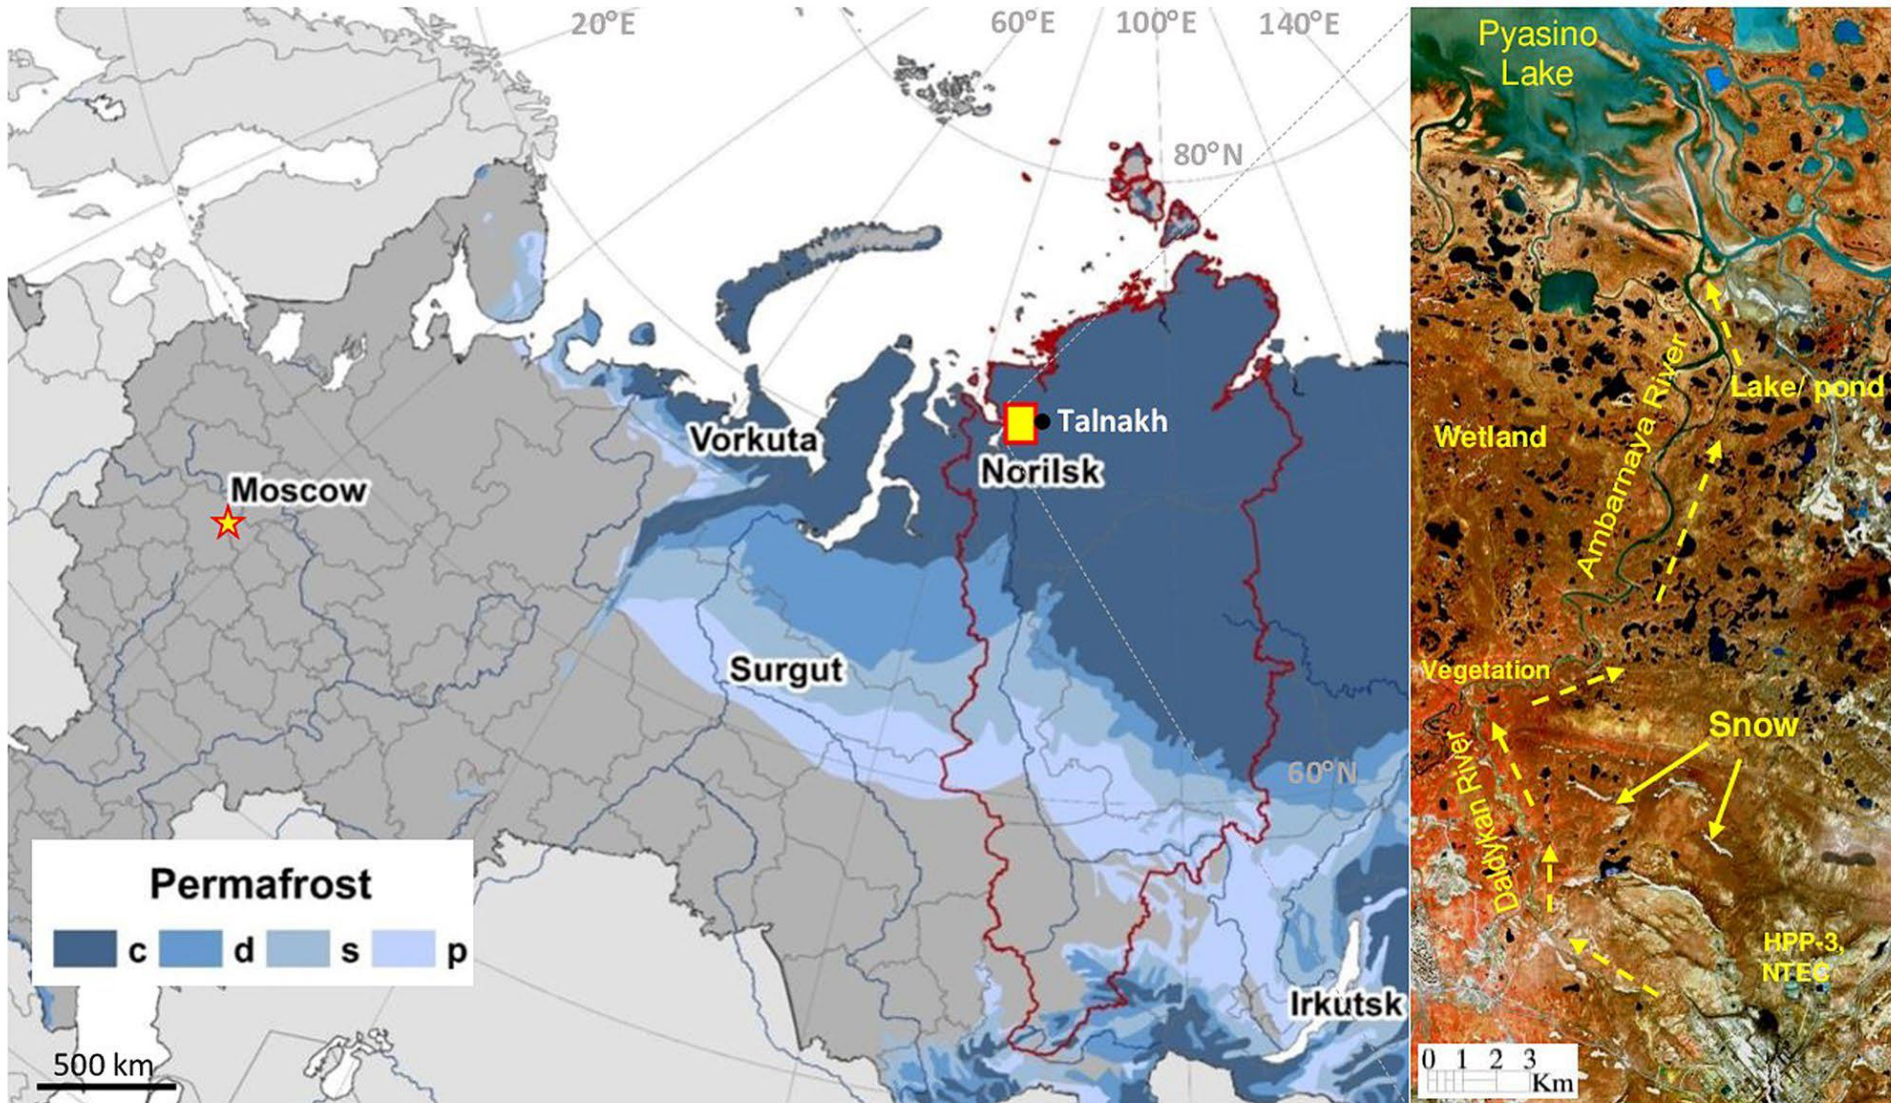 20°E
60°E
100°E
140°E
80°N
Talnakh
Vorkuta
Norilsk
Moscow
Surgut
60°N
Permafrost
c
d
s
p
Irkutsk
500 km
Pyasino
Lake
Ambarnaya River
Lake/ pond
Wetland
Vegetation
Snow
Daldykan River
HPP-3,
NTEC
0 1 2 3
Km